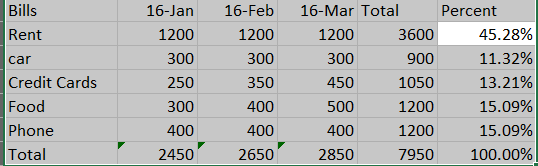 Bills 16-Jan 16-Feb 16-Mar Total Percent
Rent 1200 1200 1200 3600 45.28%
car 300 300 300 900 11.32%
Credit Cards 250 350 450 1050 13.21%
Food 300 400 500 1200 15.09%
Phone 400 400 400 1200 15.09%
Total 2450 2650 2850 7950 100.00%